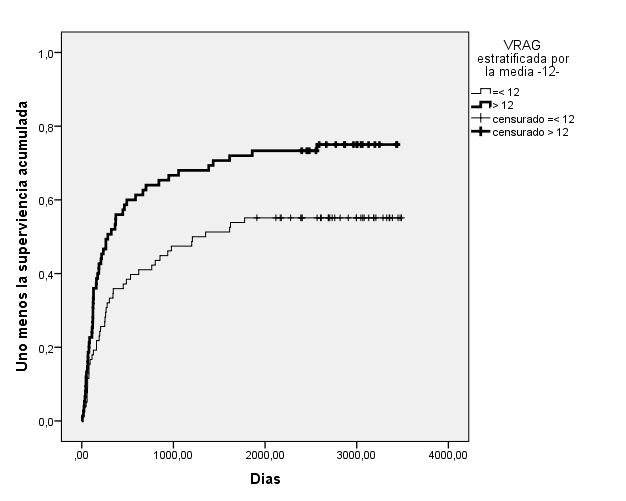 VRAG
estratificada por
la media -12-
=< 12
> 12
censurado =< 12
censurado > 12
Uno menos la superviencia acumulada
1,0
0,8
0,6
0,4
0,2
0,0
,00 1000,00 2000,00 3000,00 4000,00
Dias